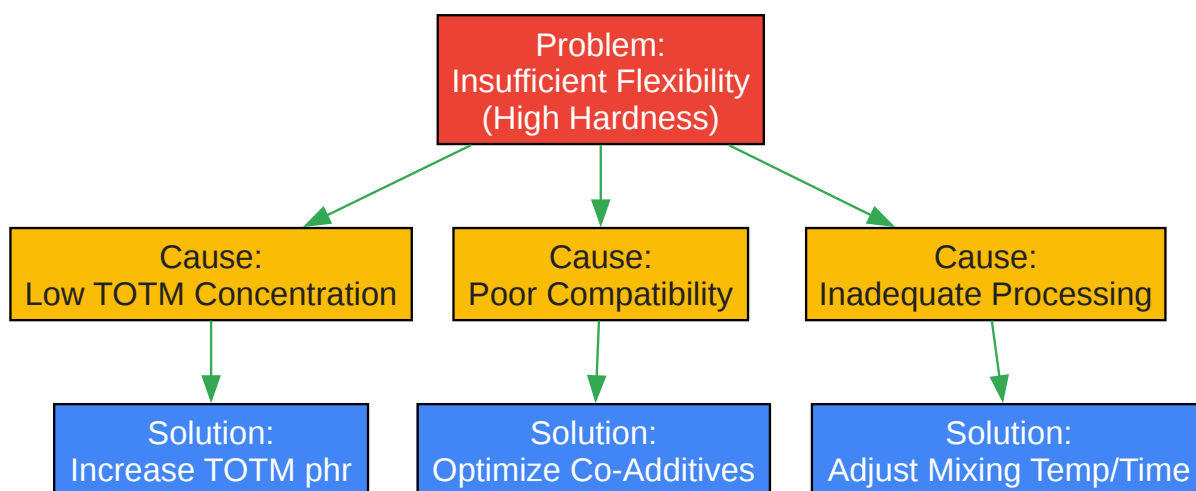 Problem:
Insufficient Flexibility
(High Hardness)
Cause:
Low TOTM Concentration
Cause:
Poor Compatibility
Cause:
Inadequate Processing
Solution:
Increase TOTM phr
Solution:
Optimize Co-Additives
Solution:
Adjust Mixing Temp/Time